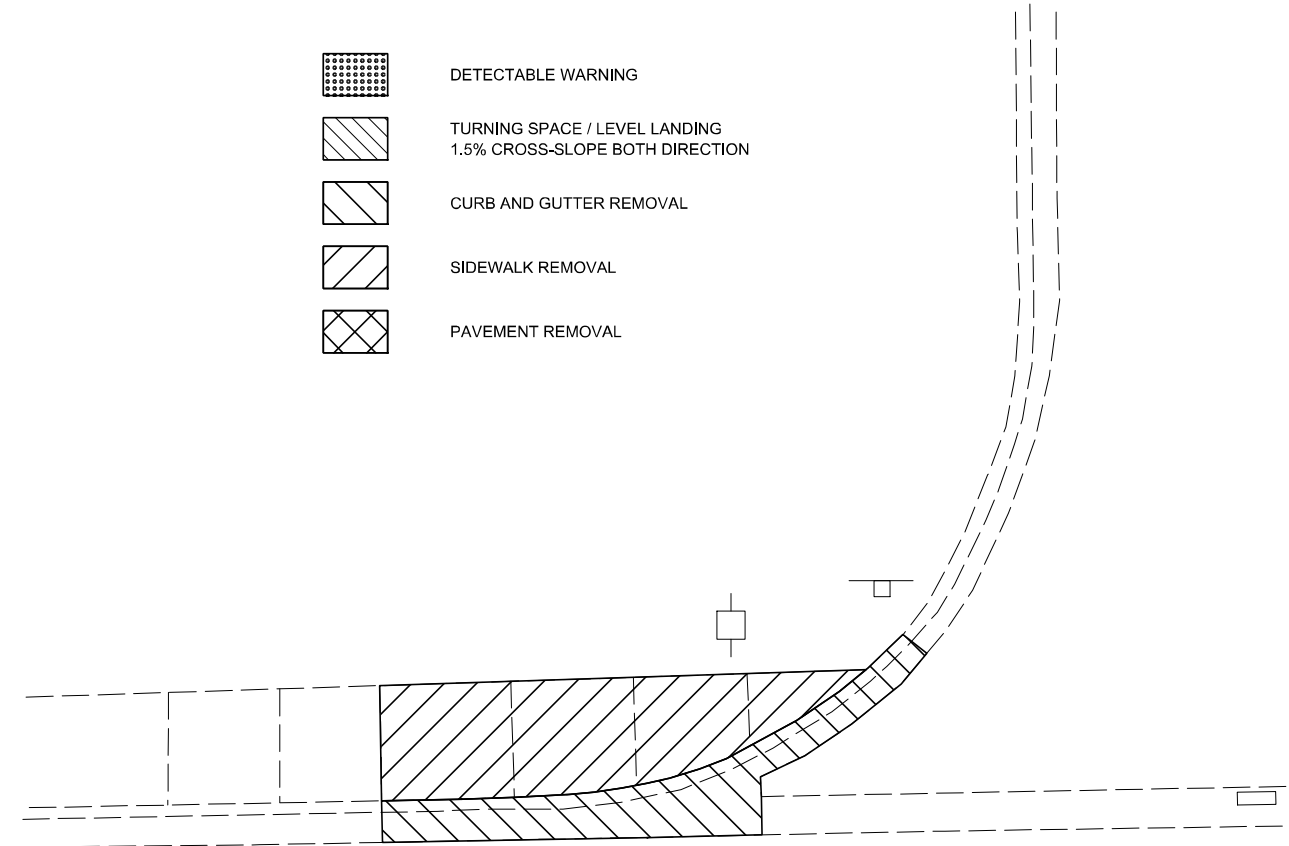 DETECTABLE WARNING
TURNING SPACE / LEVEL LANDING
1.5% CROSS-SLOPE BOTH DIRECTION
CURB AND GUTTER REMOVAL
SIDEWALK REMOVAL
PAVEMENT REMOVAL